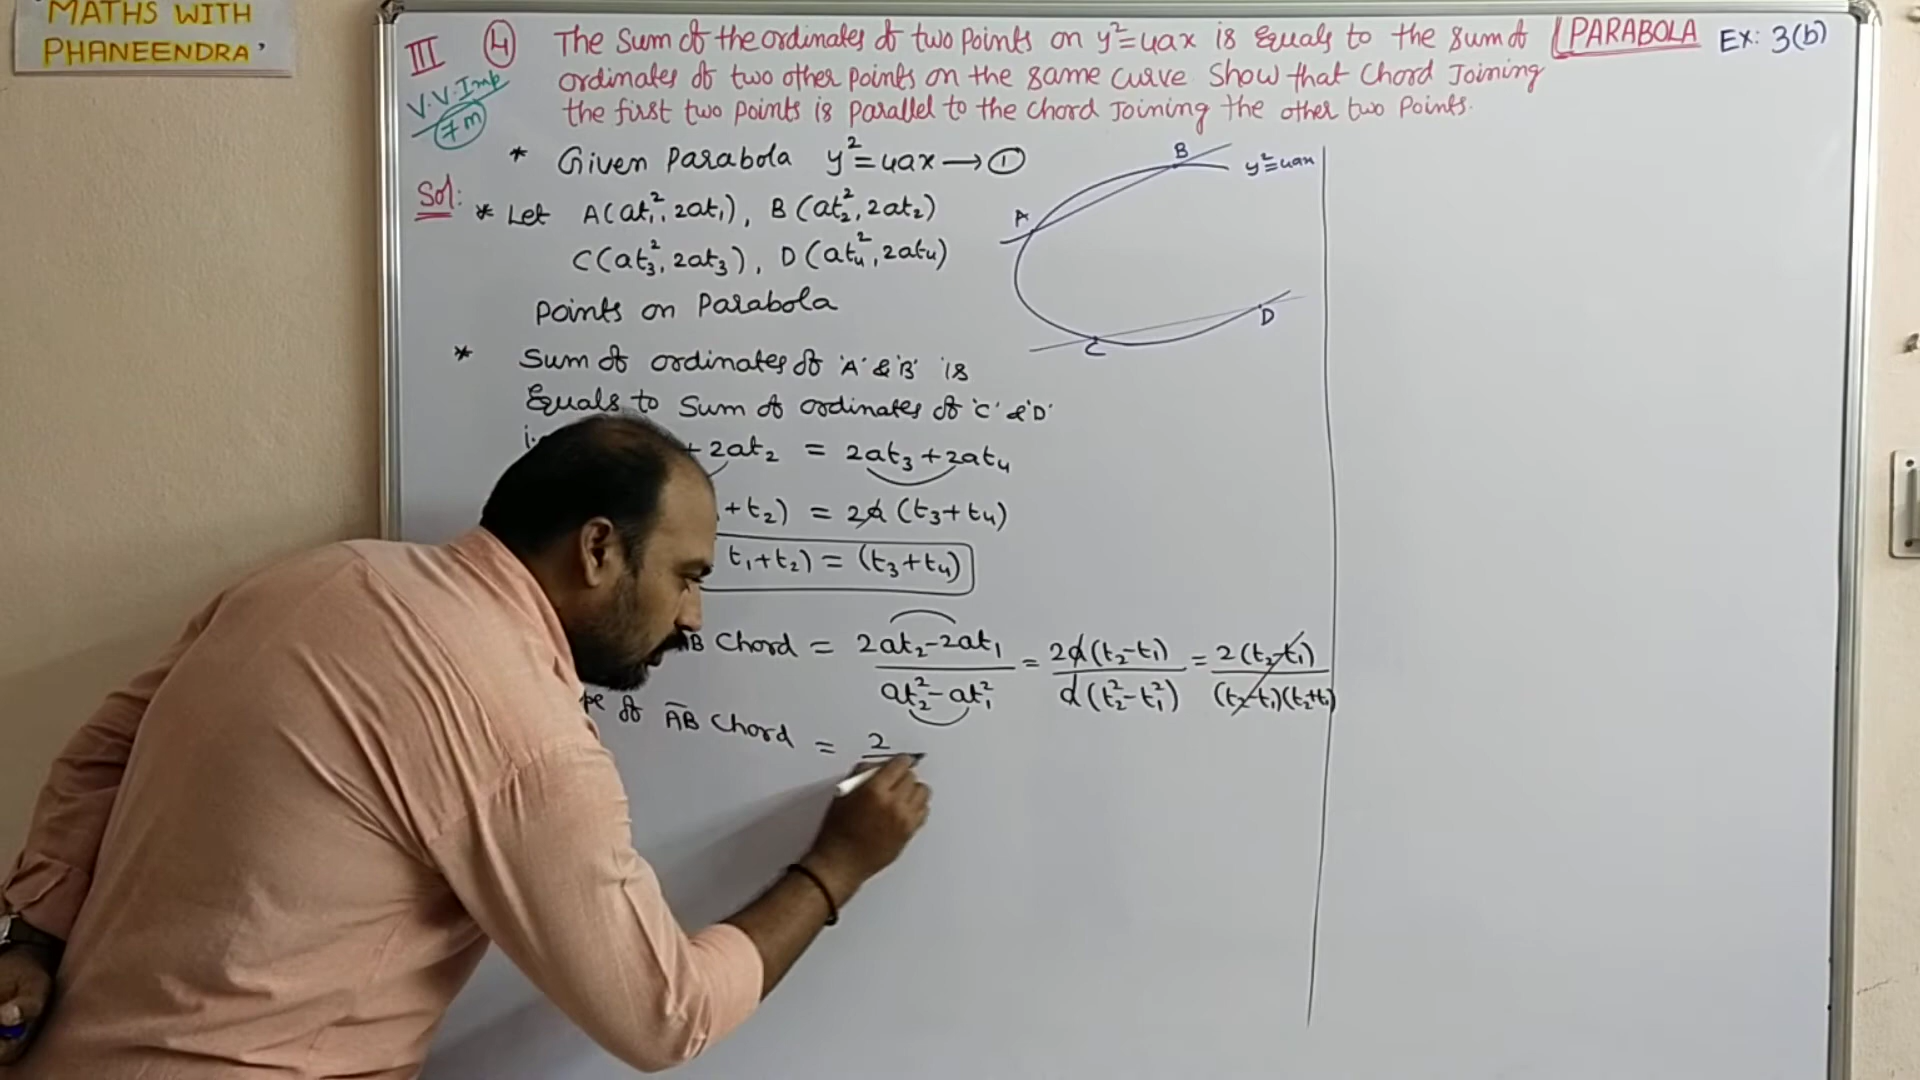 MATHS WITH
PHANEENDRA'
III 4 The Sum of the ordinates of two points on y²=4ax is Equals to the sum of PARABOLA Ex: 3(b)
V.V.Imp ordinates of two other points on the same curve. Show that Chord Joining
7m the first two points is parallel to the chord Joining the other two Points.
* Given Parabola y²=4ax → 1
Sol: * Let A(at₁², 2at₁), B(at₂², 2at₂)
C(at₃², 2at₃), D(at₄², 2at₄)
Points on Parabola
B y²=4ax
A
C D
* Sum of ordinates of 'A' & 'B' is
Equals to Sum of ordinates of 'C' & 'D'
+ 2at₂ = 2at₃+2at₄
+t₂) = 2a (t₃+t₄)
t₁+t₂) = (t₃+t₄)
AB Chord = 2at₂-2at₁ / at₂²-at₁² = 2a(t₂-t₁) / a(t₂²-t₁²) = 2(t₂-t₁) / (t₂-t₁)(t₂+t₁)
pe of AB Chord = 2